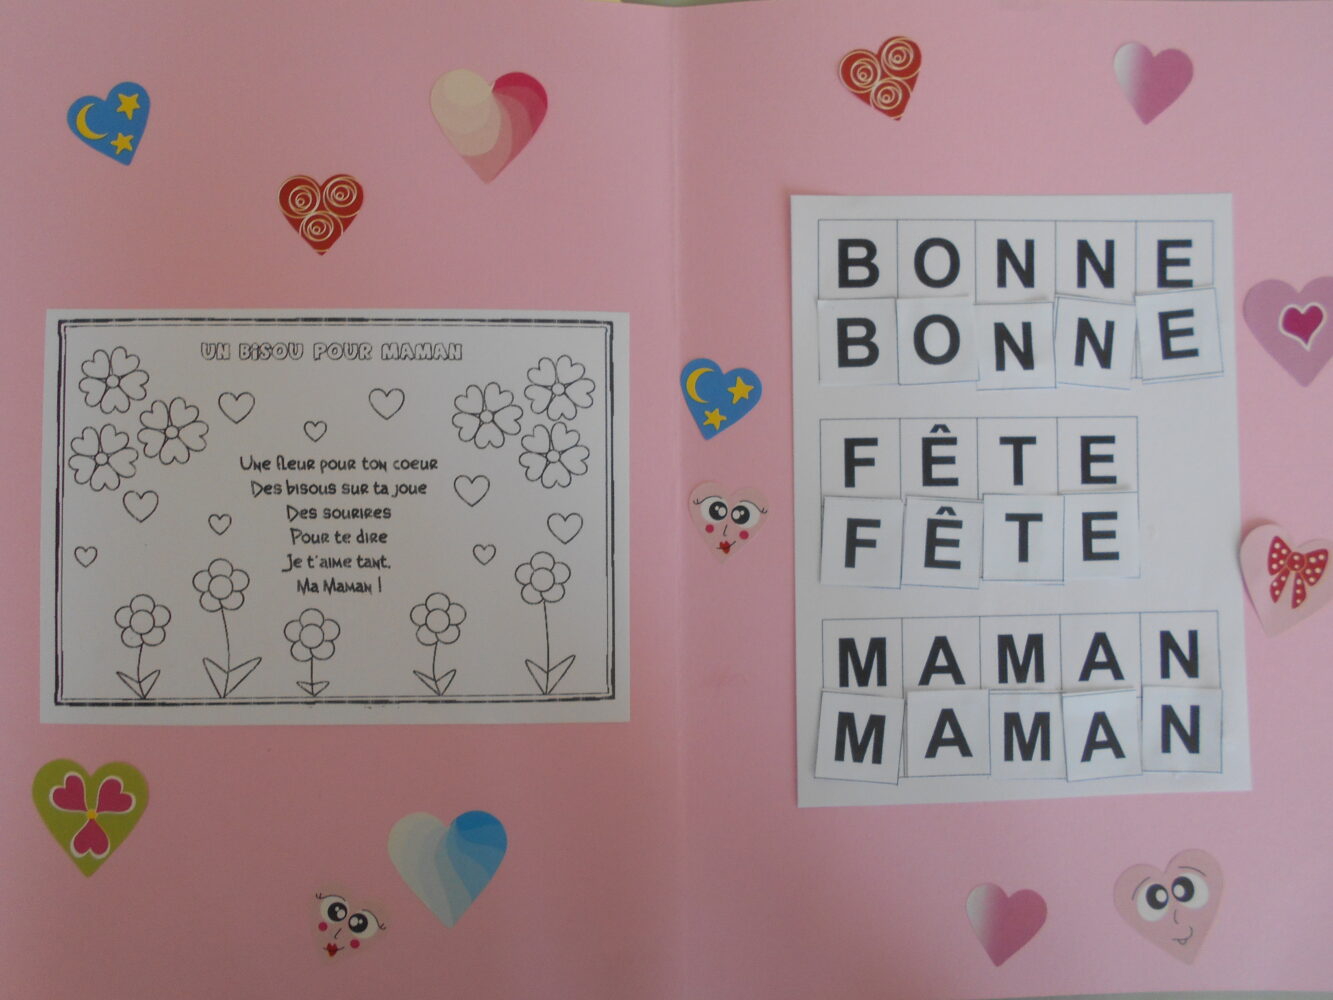 UN BISOU POUR MAMAN
Une fleur pour ton coeur
Des bisous sur ta joue
Des sourires
Pour te dire
Je t'aime tant.
Ma Maman !
BONNE
BONNE
FÊTE
FÊTE
MAMAN
MAMAN